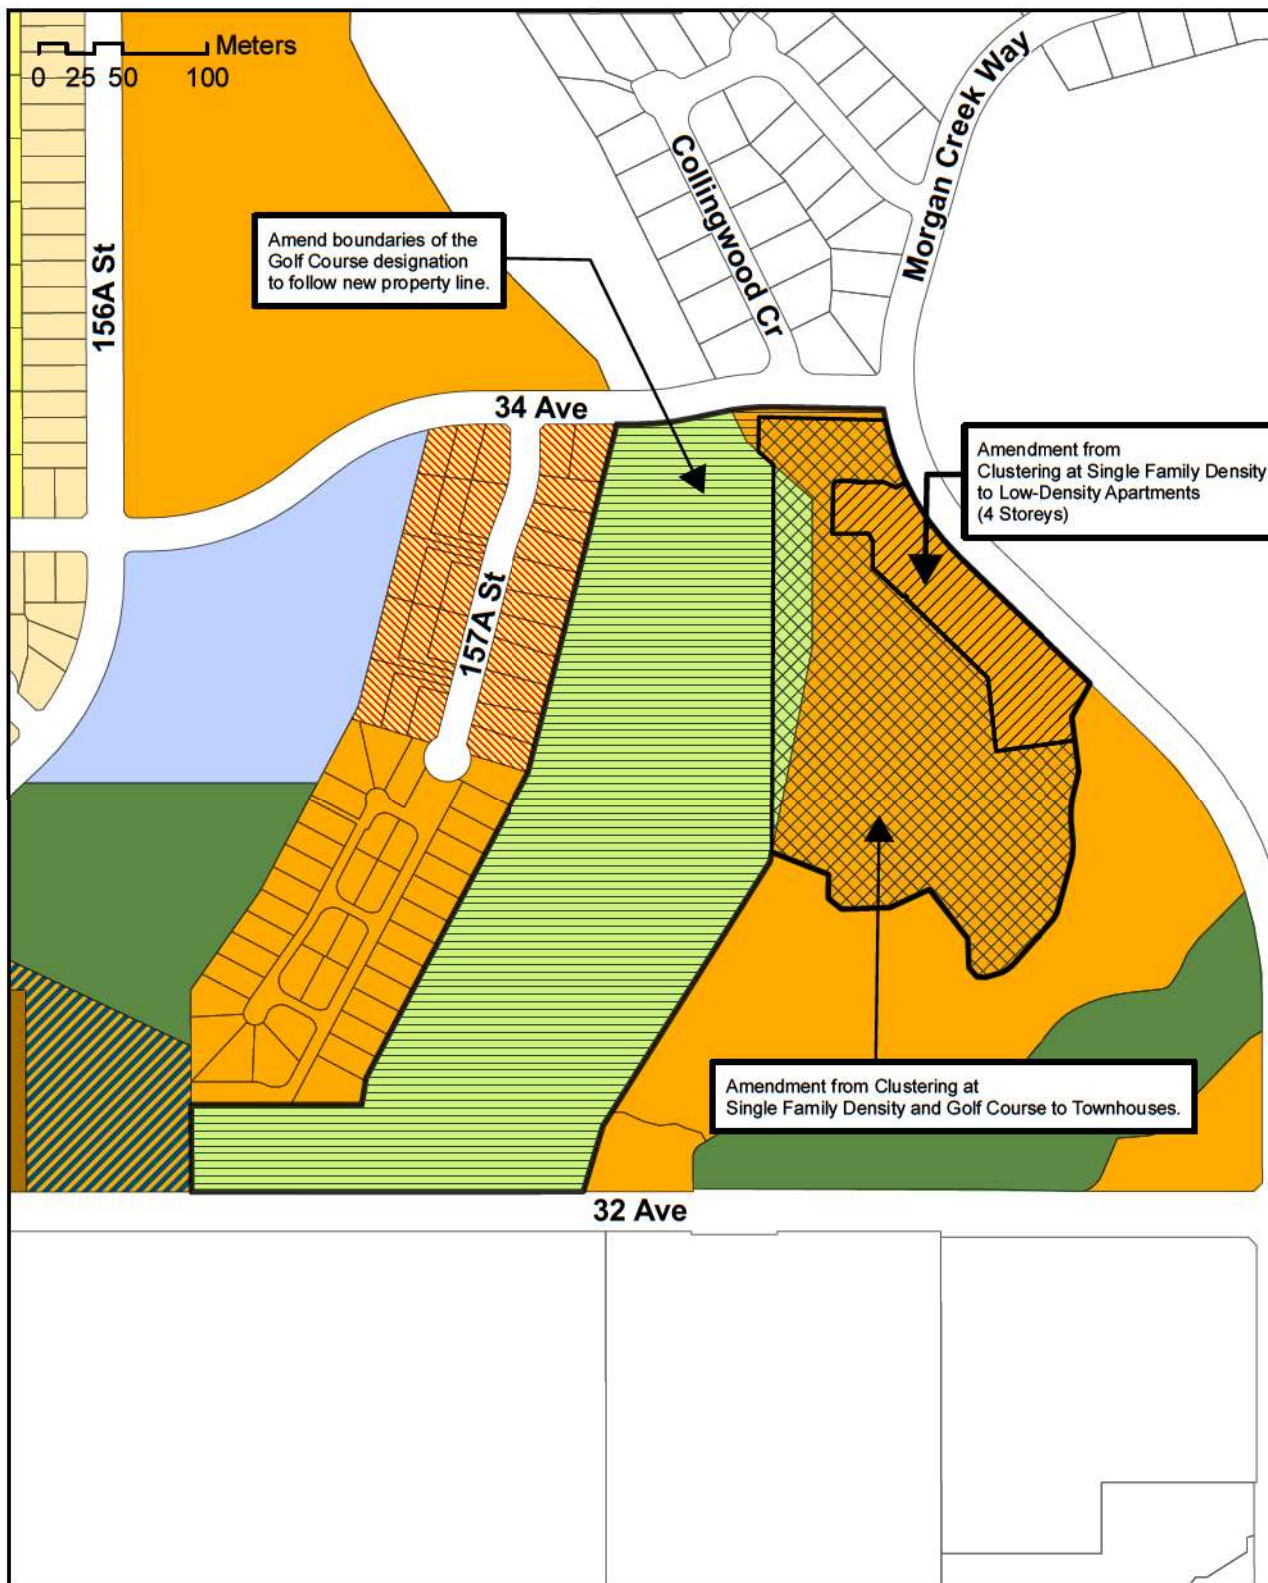 Meters
0 25 50 100
Morgan Creek Way
Collingwood Cr
156A St
Amend boundaries of the
Golf Course designation
to follow new property line.
34 Ave
Amendment from
Clustering at Single Family Density
to Low-Density Apartments
(4 Storeys)
157A St
Amendment from Clustering at
Single Family Density and Golf Course to Townhouses.
32 Ave